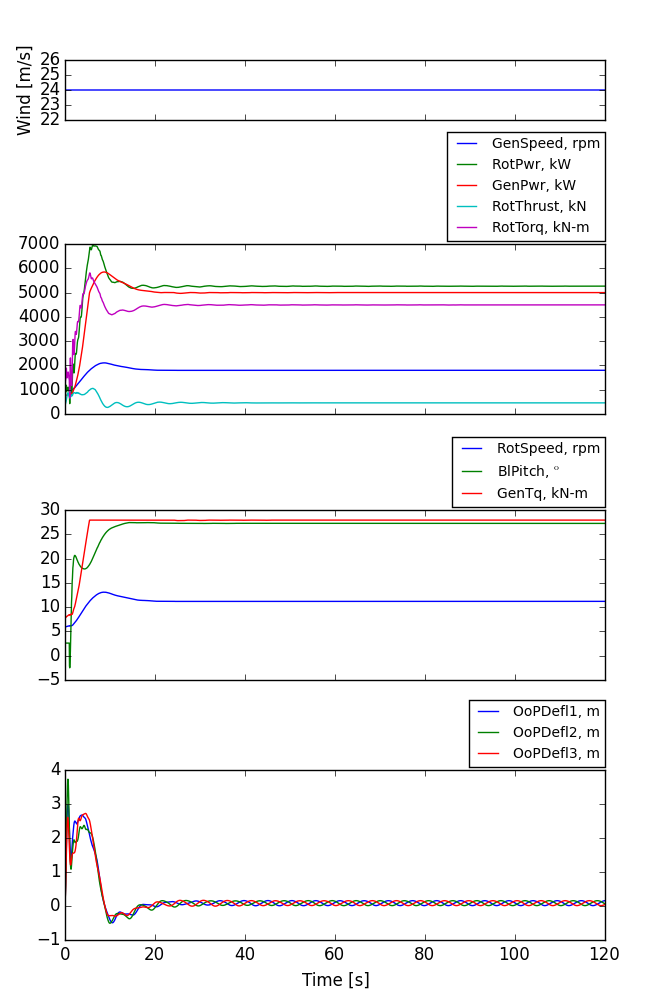 Wind [m/s]
26
25
24
23
22
GenSpeed, rpm
RotPwr, kW
GenPwr, kW
RotThrust, kN
RotTorq, kN-m
7000
6000
5000
4000
3000
2000
1000
0
RotSpeed, rpm
BlPitch, °
GenTq, kN-m
30
25
20
15
10
5
0
−5
OoPDefl1, m
OoPDefl2, m
OoPDefl3, m
4
3
2
1
0
−1
0 20 40 60 80 100 120
Time [s]